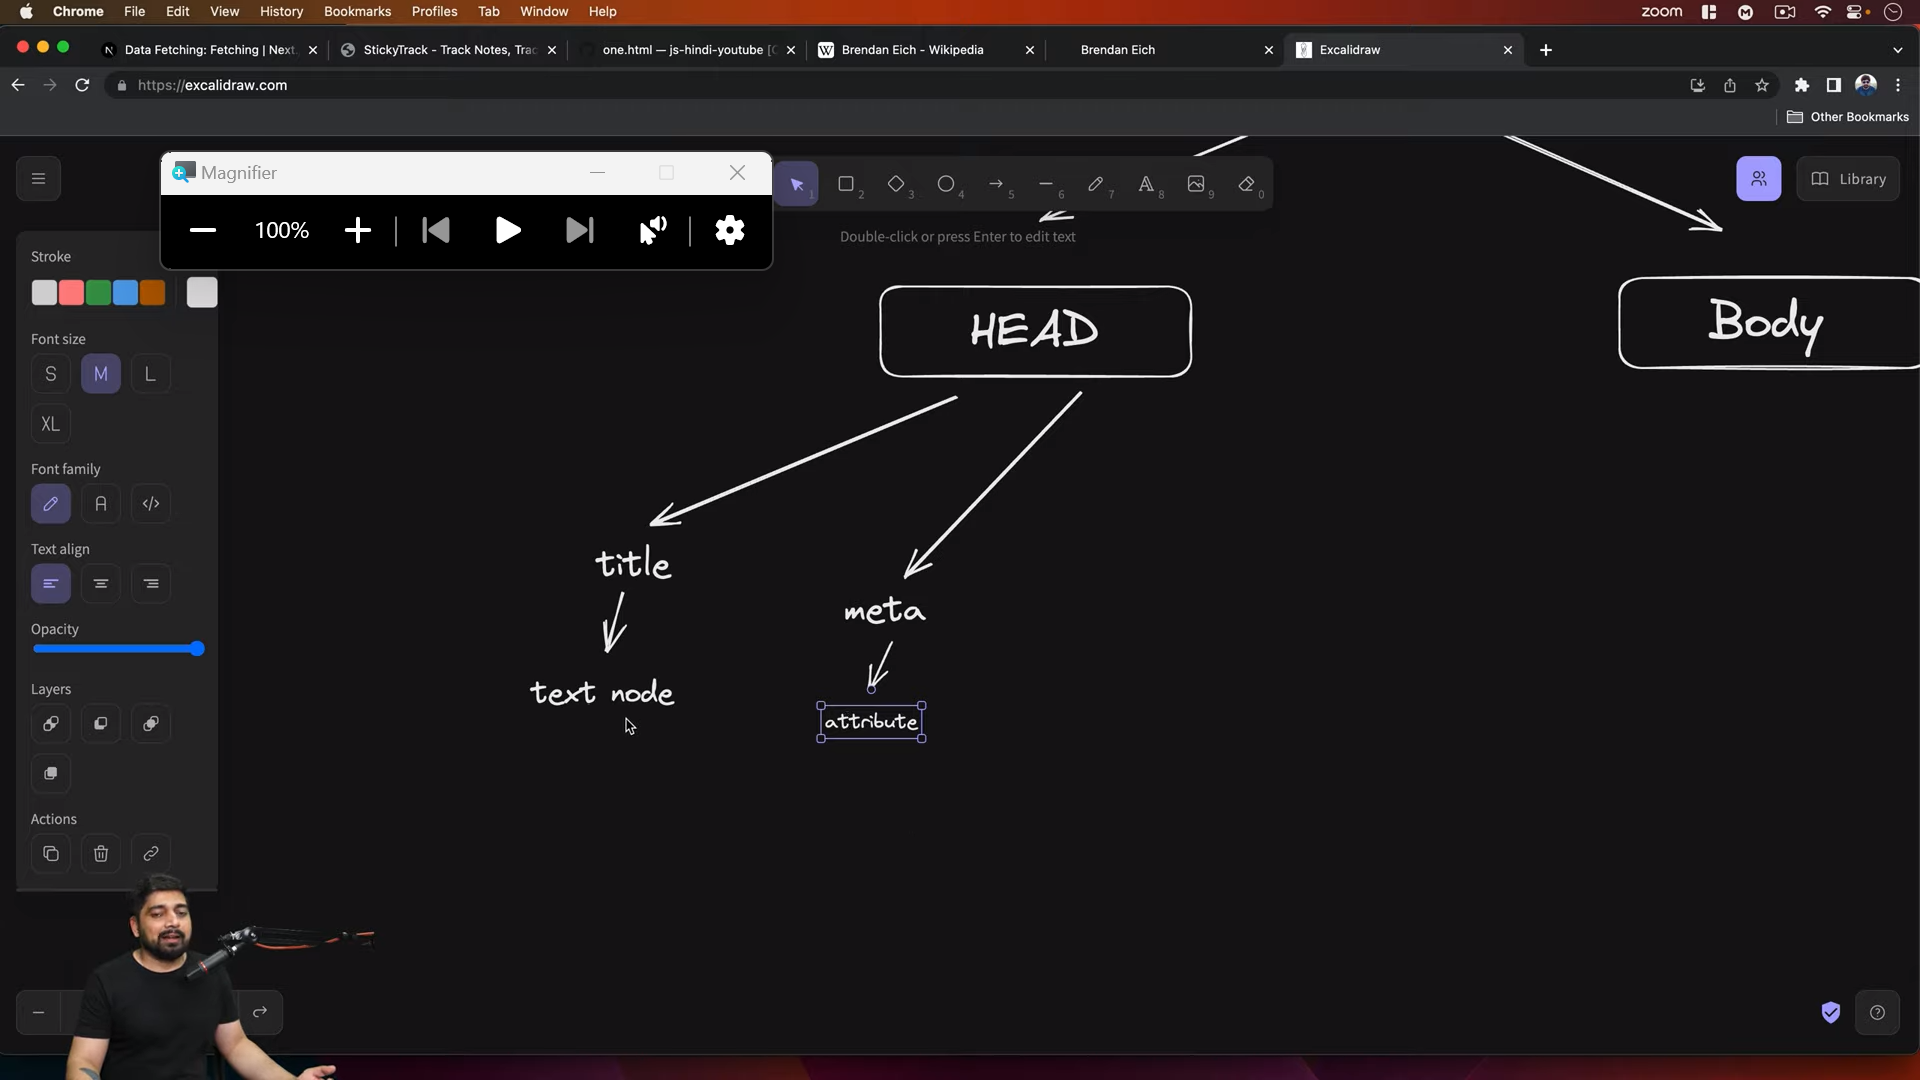 Chrome File Edit View History Bookmarks Profiles Tab Window Help zoom
Data Fetching: Fetching | Next. StickyTrack - Track Notes, Trac one.html — js-hindi-youtube [C Brendan Eich - Wikipedia Brendan Eich Excalidraw
https://excalidraw.com
Other Bookmarks
Magnifier
100%
1 2 3 4 5 6 7 8 9 0
Library
Double-click or press Enter to edit text
Stroke
Font size
S M L
XL
Font family
A </>
Text align
Opacity
Layers
Actions
HEAD
Body
title
meta
text node
attribute